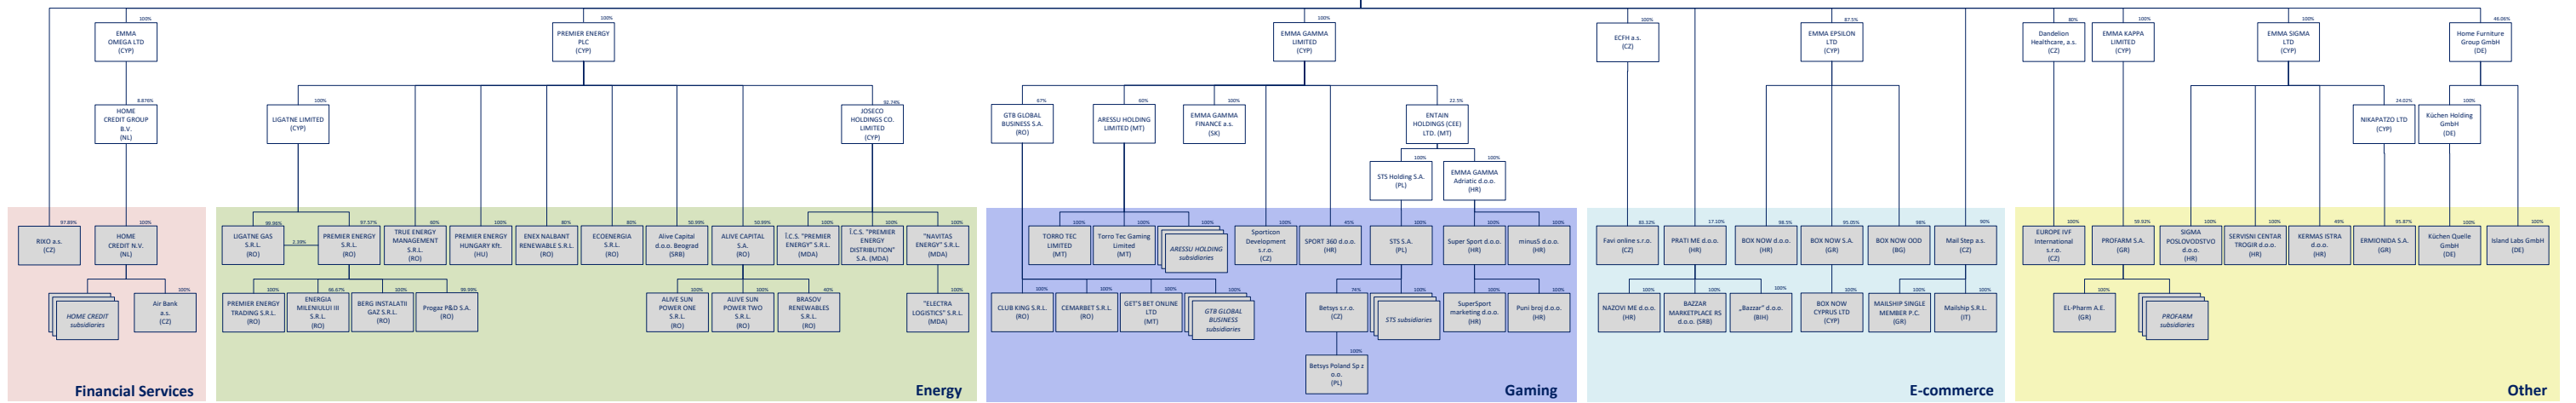 100%
EMMA
OMEGA LTD
(CYP)
100%
PREMIER ENERGY
PLC
(CYP)
100%
EMMA GAMMA
LIMITED
(CYP)
100%
ECFH a.s.
(CZ)
87.5%
EMMA EPSILON
LTD
(CYP)
80%
Dandelion
Healthcare, a.s.
(CZ)
100%
EMMA KAPPA
LIMITED
(CYP)
100%
EMMA SIGMA
LTD
(CYP)
46.06%
Home Furniture
Group GmbH
(DE)
8.876%
HOME
CREDIT GROUP
B.V.
(NL)
100%
LIGATNE LIMITED
(CYP)
92.74%
JOSECO
HOLDINGS CO.
LIMITED
(CYP)
67%
GTB GLOBAL
BUSINESS S.A.
(RO)
60%
ARESSU HOLDING
LIMITED (MT)
100%
EMMA GAMMA
FINANCE a.s.
(SK)
22.5%
ENTAIN
HOLDINGS (CEE)
LTD. (MT)
24.02%
NIKAPATZO LTD
(CYP)
100%
Küchen Holding
GmbH
(DE)
100%
STS Holding S.A.
(PL)
100%
EMMA GAMMA
Adriatic d.o.o.
(HR)
97.89%
RIXO a.s.
(CZ)
100%
HOME
CREDIT N.V.
(NL)
99.96%
LIGATNE GAS
S.R.L.
(RO)
2.39%
97.57%
PREMIER ENERGY
S.R.L.
(RO)
60%
TRUE ENERGY
MANAGEMENT
S.R.L.
(RO)
100%
PREMIER ENERGY
HUNGARY Kft.
(HU)
80%
ENEX NALBANT
RENEWABLE S.R.L.
(RO)
80%
ECOENERGIA
S.R.L.
(RO)
50.99%
Alive Capital
d.o.o. Beograd
(SRB)
50.99%
ALIVE CAPITAL
S.A.
(RO)
100%
Î.C.S. "PREMIER
ENERGY" S.R.L.
(MDA)
100%
Î.C.S. "PREMIER
ENERGY
DISTRIBUTION"
S.A. (MDA)
100%
"NAVITAS
ENERGY" S.R.L.
(MDA)
100%
TORRO TEC
LIMITED
(MT)
100%
Torro Tec Gaming
Limited
(MT)
100%
ARESSU HOLDING
subsidiaries
100%
Sporticon
Development
s.r.o.
(CZ)
45%
SPORT 360 d.o.o.
(HR)
100%
STS S.A.
(PL)
100%
Super Sport d.o.o.
(HR)
100%
minus5 d.o.o.
(HR)
83.32%
Favi online s.r.o.
(CZ)
17.10%
PRATI ME d.o.o.
(HR)
98.5%
BOX NOW d.o.o.
(HR)
95.05%
BOX NOW S.A.
(GR)
98%
BOX NOW OOD
(BG)
90%
Mail Step a.s.
(CZ)
100%
EUROPE IVF
International
s.r.o.
(CZ)
PROFARM S.A.
(GR)
100%
SIGMA
POSLOVODSTVO
d.o.o.
(HR)
100%
SERVISNI CENTAR
TROGIR d.o.o.
(HR)
49%
KERMAS ISTRA
d.o.o.
(HR)
95.87%
ERMIONIDA S.A.
(GR)
100%
Küchen Quelle
GmbH
(DE)
100%
Island Labs GmbH
(DE)
HOME CREDIT
subsidiaries
100%
Air Bank
a.s.
(CZ)
100%
PREMIER ENERGY
TRADING S.R.L.
(RO)
66.67%
ENERGIA
MILENIULUI III
S.R.L.
(RO)
100%
BERG INSTALATII
GAZ S.R.L.
(RO)
99.99%
Progaz P&D S.A.
(RO)
100%
ALIVE SUN
POWER ONE
S.R.L.
(RO)
100%
ALIVE SUN
POWER TWO
S.R.L.
(RO)
40%
BRASOV
RENEWABLES
S.R.L.
(RO)
100%
"ELECTRA
LOGISTICS" S.R.L.
(MDA)
100%
CLUB KING S.R.L.
(RO)
100%
CEMARBET S.R.L.
(RO)
100%
GET'S BET ONLINE
LTD
(MT)
100%
GTB GLOBAL
BUSINESS
subsidiaries
74%
Betsys s.r.o.
(CZ)
100%
STS subsidiaries
100%
SuperSport
marketing d.o.o.
(HR)
100%
Puni broj d.o.o.
(HR)
100%
NAZOVI ME d.o.o.
(HR)
100%
BAZZAR
MARKETPLACE RS
d.o.o. (SRB)
100%
„Bazzar" d.o.o.
(BIH)
100%
BOX NOW
CYPRUS LTD
(CYP)
100%
MAILSHIP SINGLE
MEMBER P.C.
(GR)
100%
Mailship S.R.L.
(IT)
100%
EL-Pharm A.E.
(GR)
100%
PROFARM
subsidiaries
100%
Betsys Poland Sp z
o.o.
(PL)
Financial Services
Energy
Gaming
E-commerce
Other